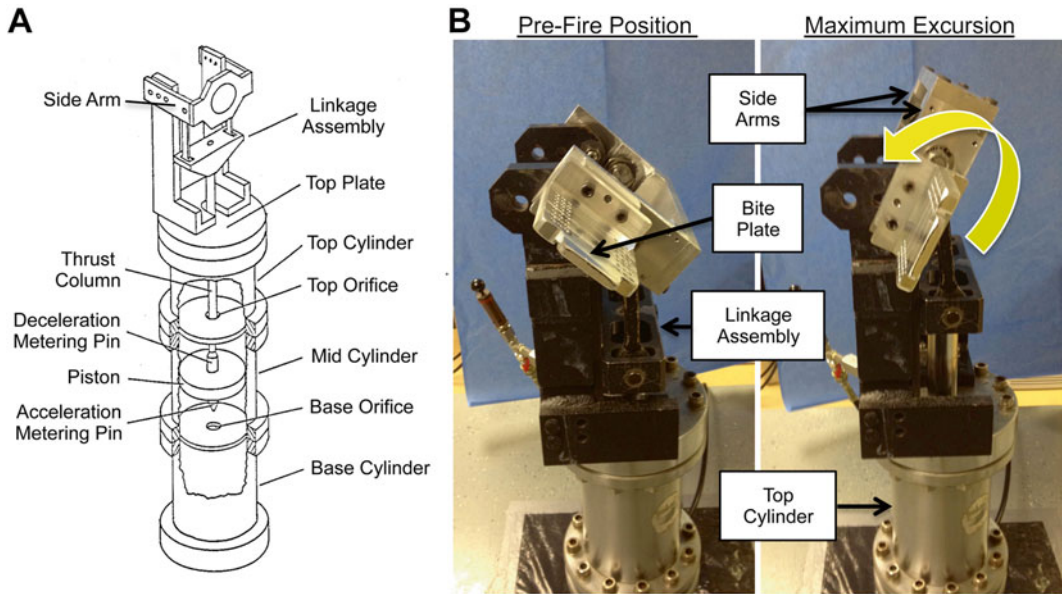 A
Side Arm
Linkage
Assembly
Top Plate
Top Cylinder
Thrust
Column
Top Orifice
Deceleration
Metering Pin
Mid Cylinder
Piston
Acceleration
Metering Pin
Base Orifice
Base Cylinder
B
Pre-Fire Position
Maximum Excursion
Side
Arms
Bite
Plate
Linkage
Assembly
Top
Cylinder